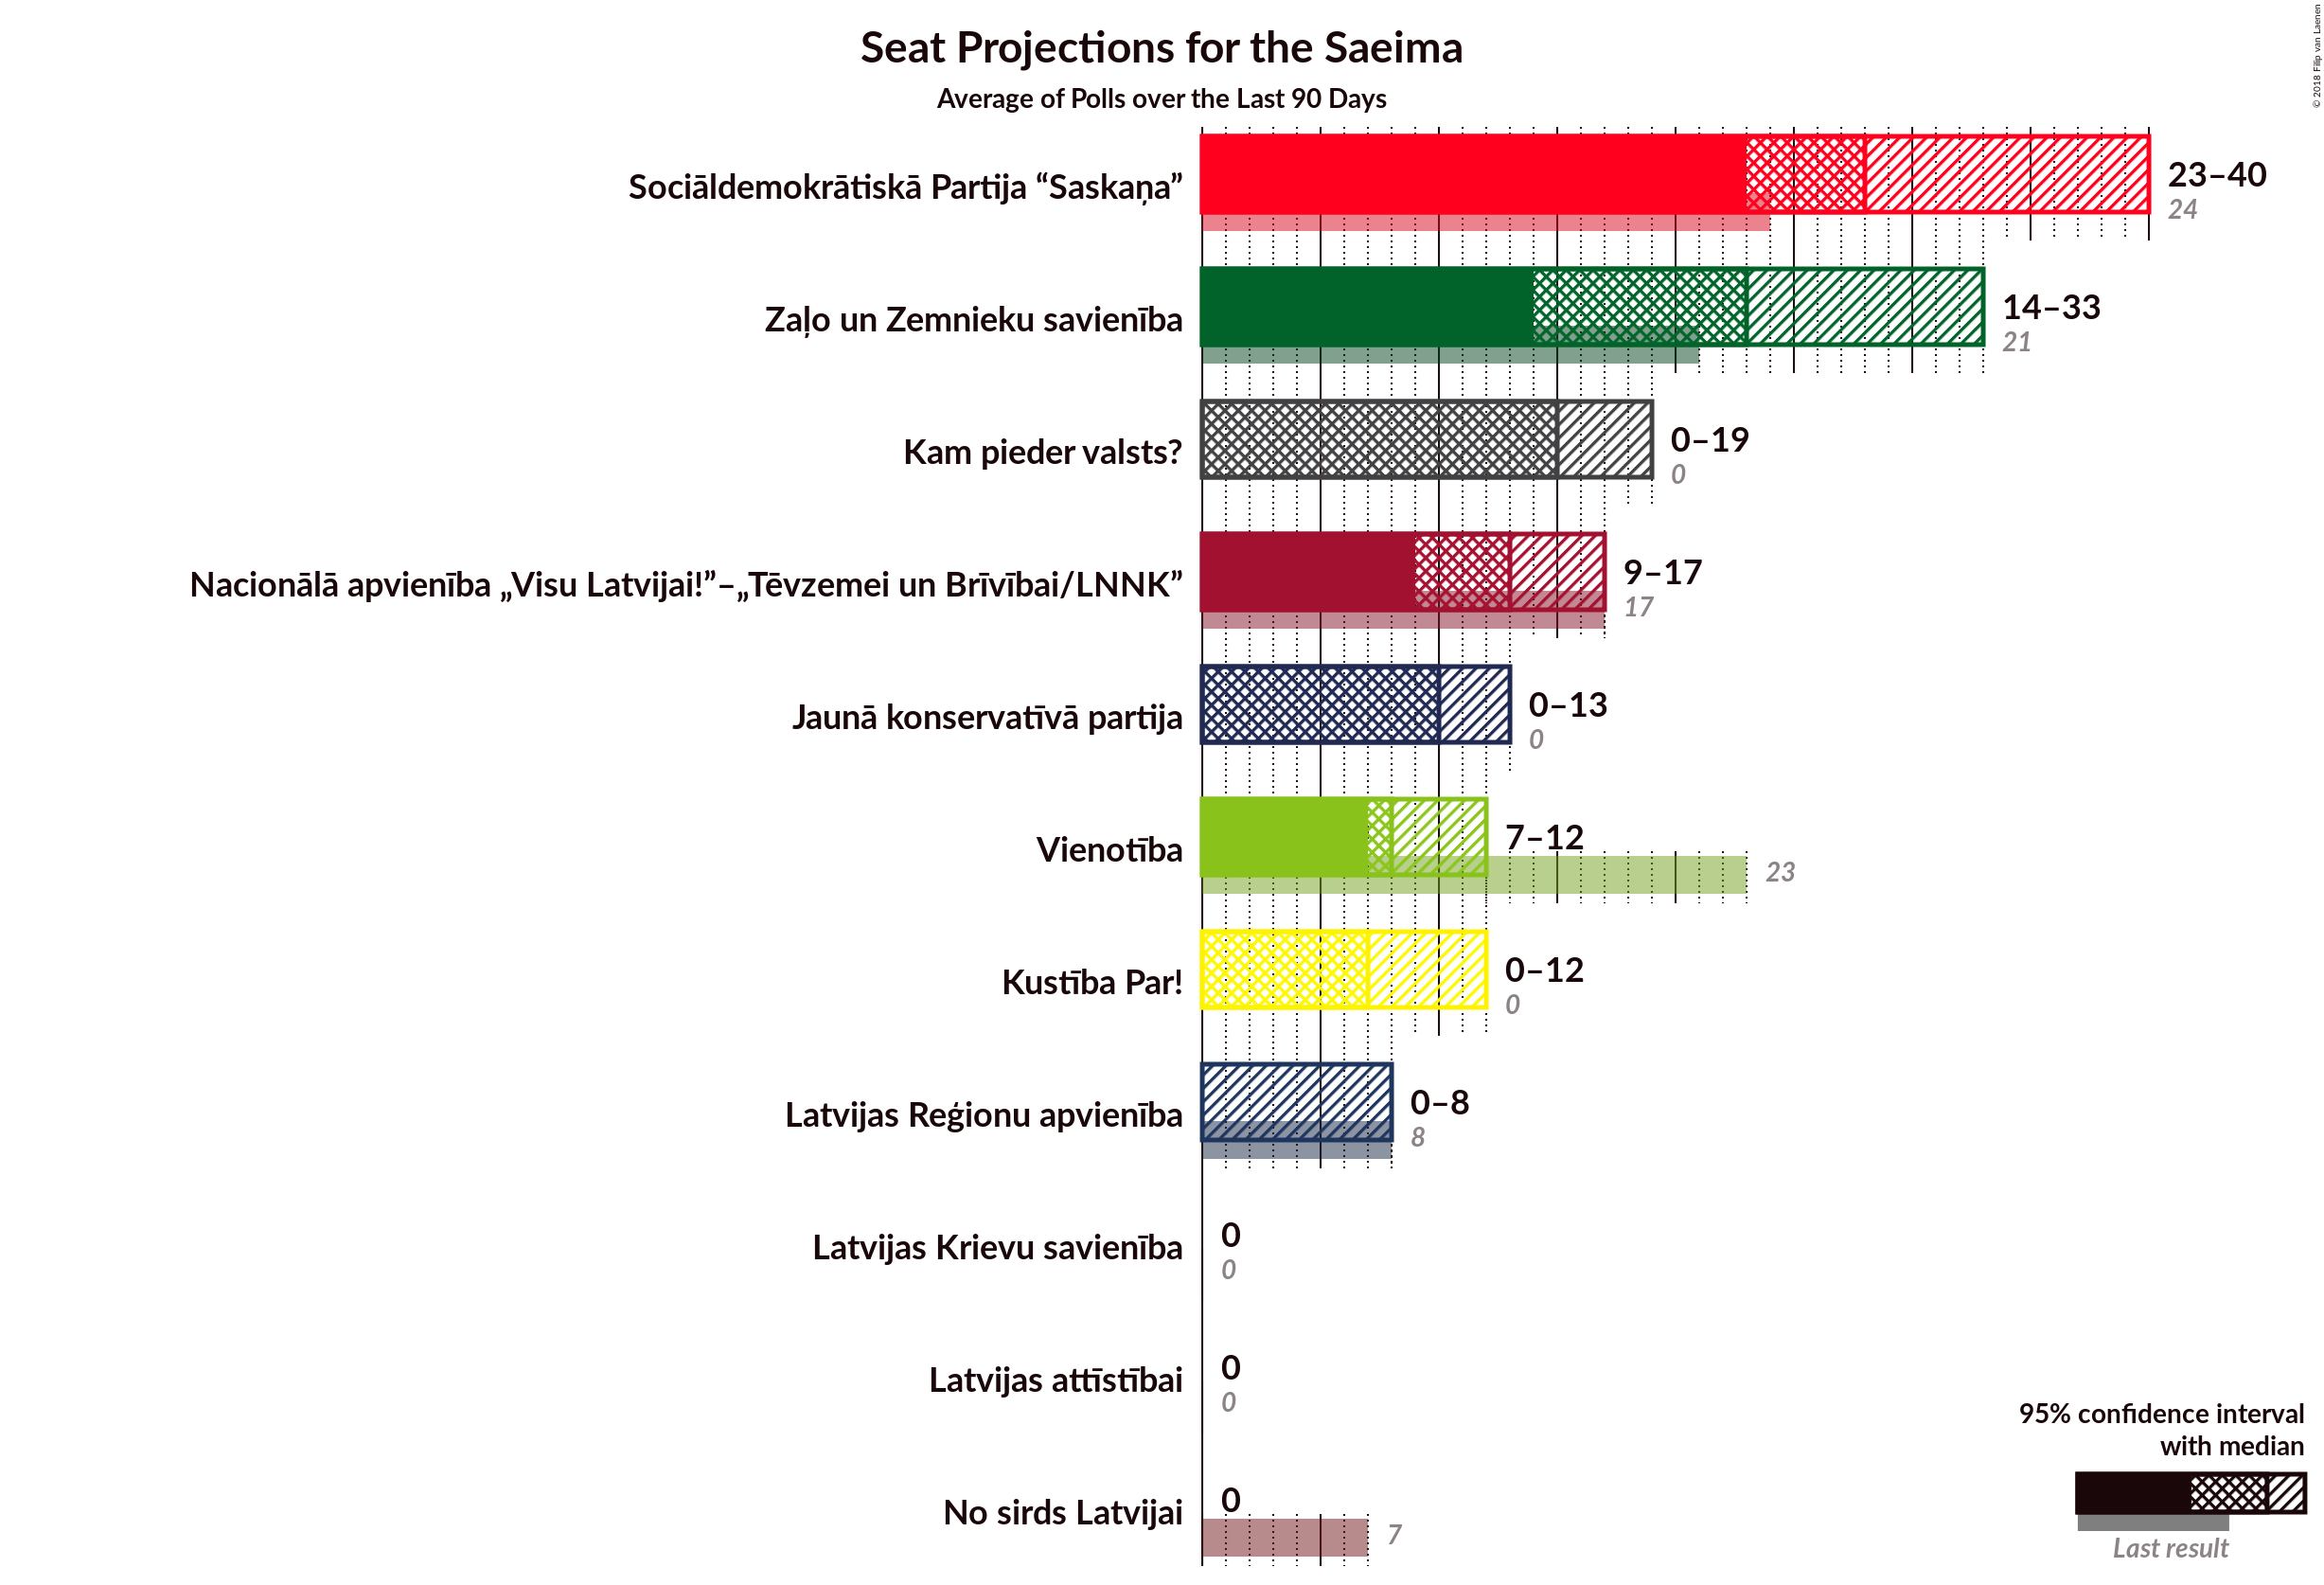 Seat Projections for the Saeima
Average of Polls over the Last 90 Days
© 2018 Filip van Laenen
Sociāldemokrātiskā Partija “Saskaņa”
23–40
24
Zaļo un Zemnieku savienība
14–33
21
Kam pieder valsts?
0–19
0
Nacionālā apvienība „Visu Latvijai!”–„Tēvzemei un Brīvībai/LNNK”
9–17
17
Jaunā konservatīvā partija
0–13
0
Vienotība
7–12
23
Kustība Par!
0–12
0
Latvijas Reģionu apvienība
0–8
8
Latvijas Krievu savienība
0
0
Latvijas attīstībai
0
0
No sirds Latvijai
0
7
95% confidence interval
with median
Last result